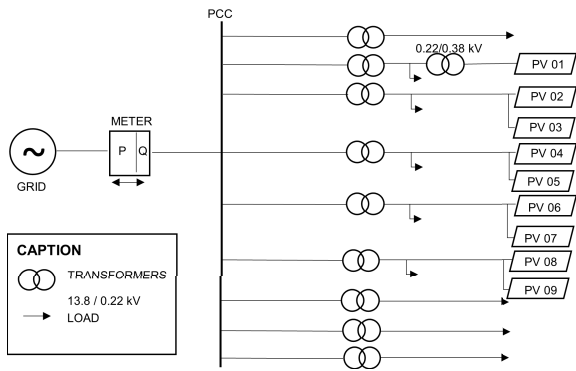 PCC
0.22/0.38 kV
PV 01
PV 02
METER
PV 03
P Q
PV 04
~
GRID
PV 05
PV 06
PV 07
CAPTION
PV 08
TRANSFORMERS
PV 09
13.8 / 0.22 kV
LOAD